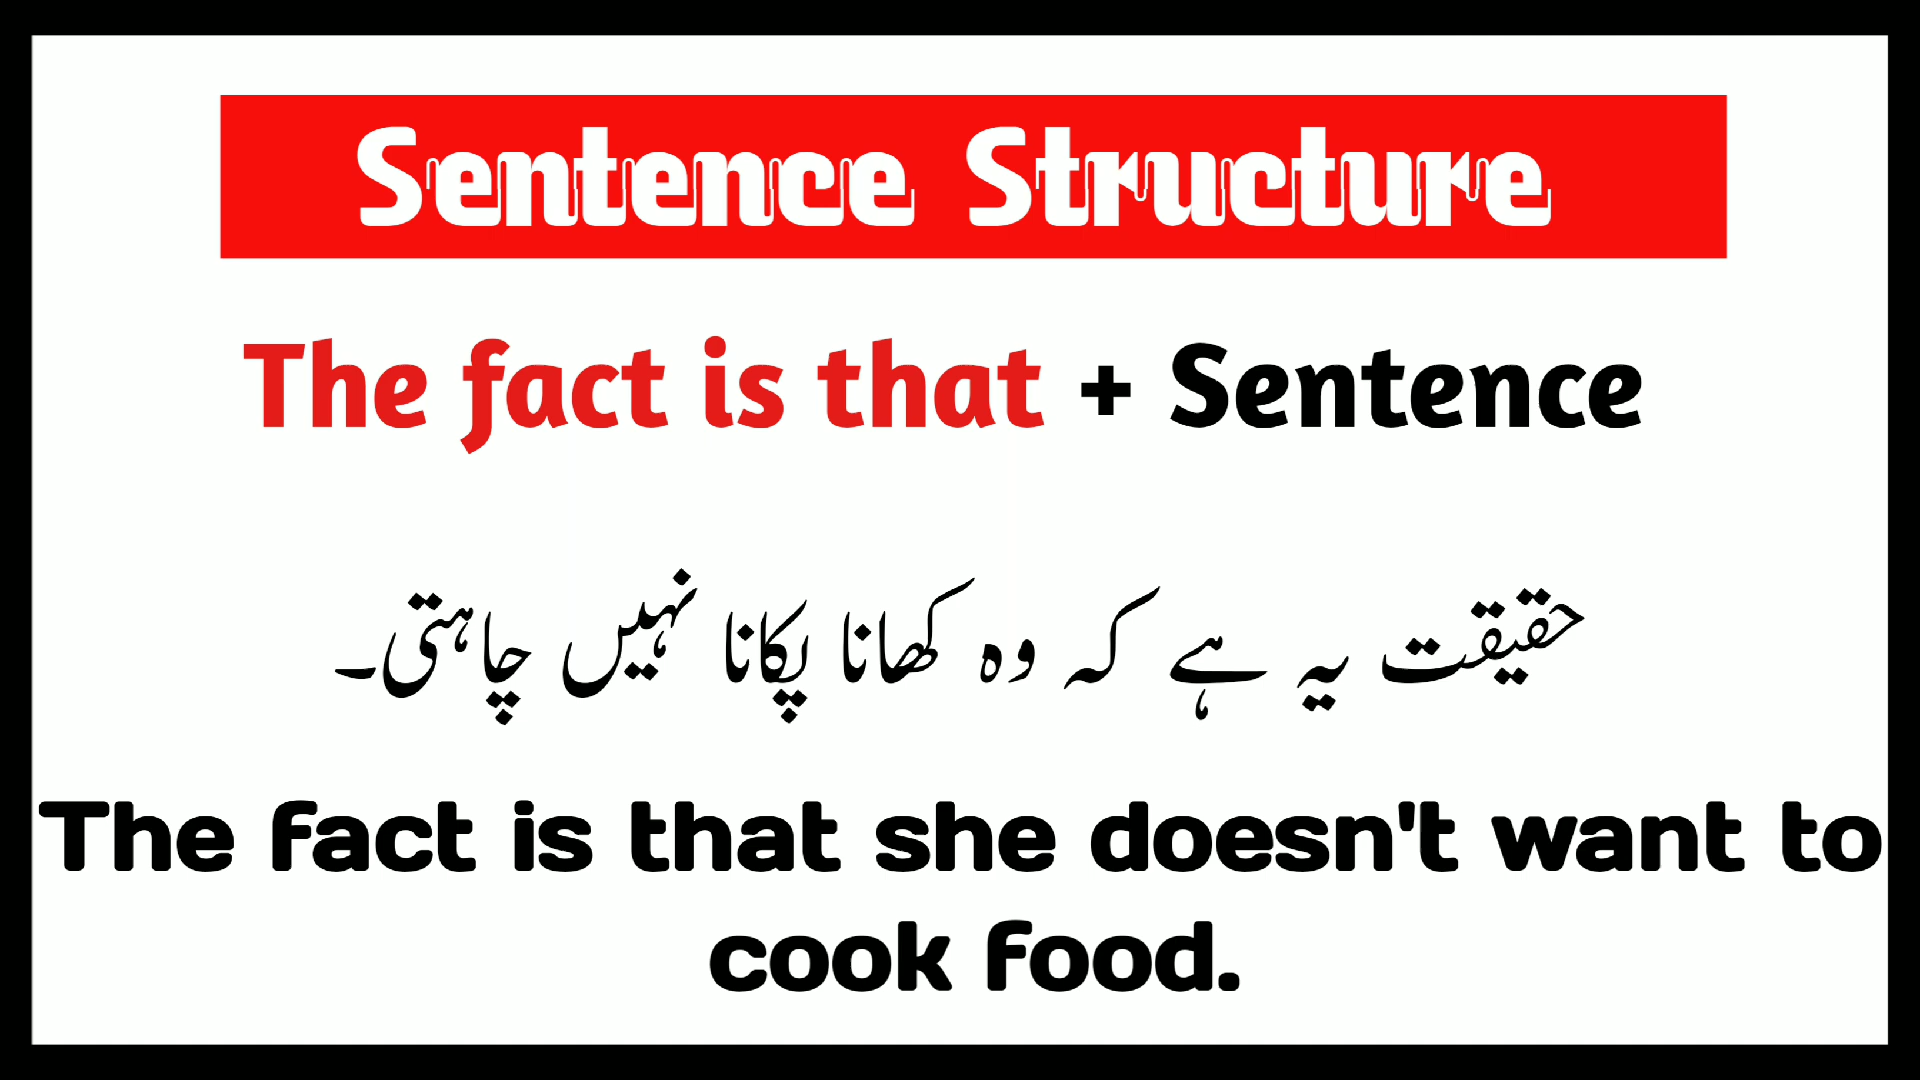 Sentence Structure
The fact is that + Sentence
حقیقت یہ ہے کہ وہ کھانا پکانا نہیں چاہتی۔
The fact is that she doesn't want to
cook food.